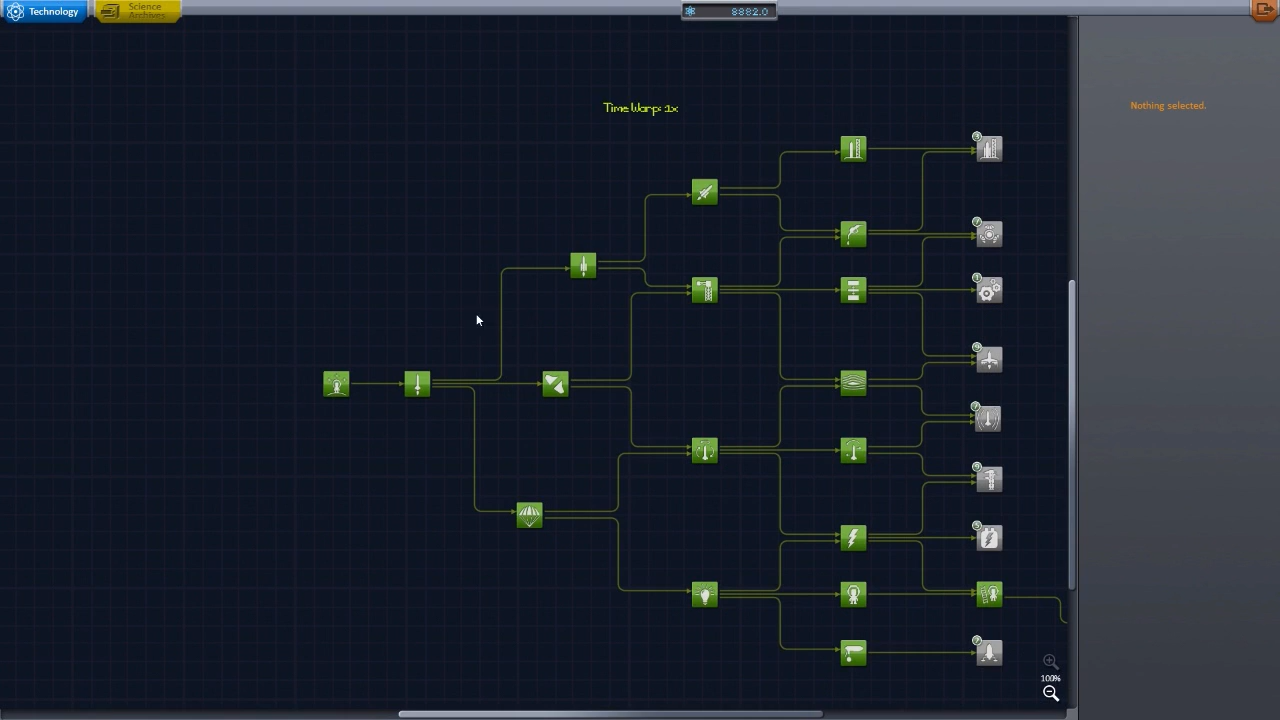 Technology
Science
Archives
8882.0
Time Warp: 1x
Nothing selected.
100%